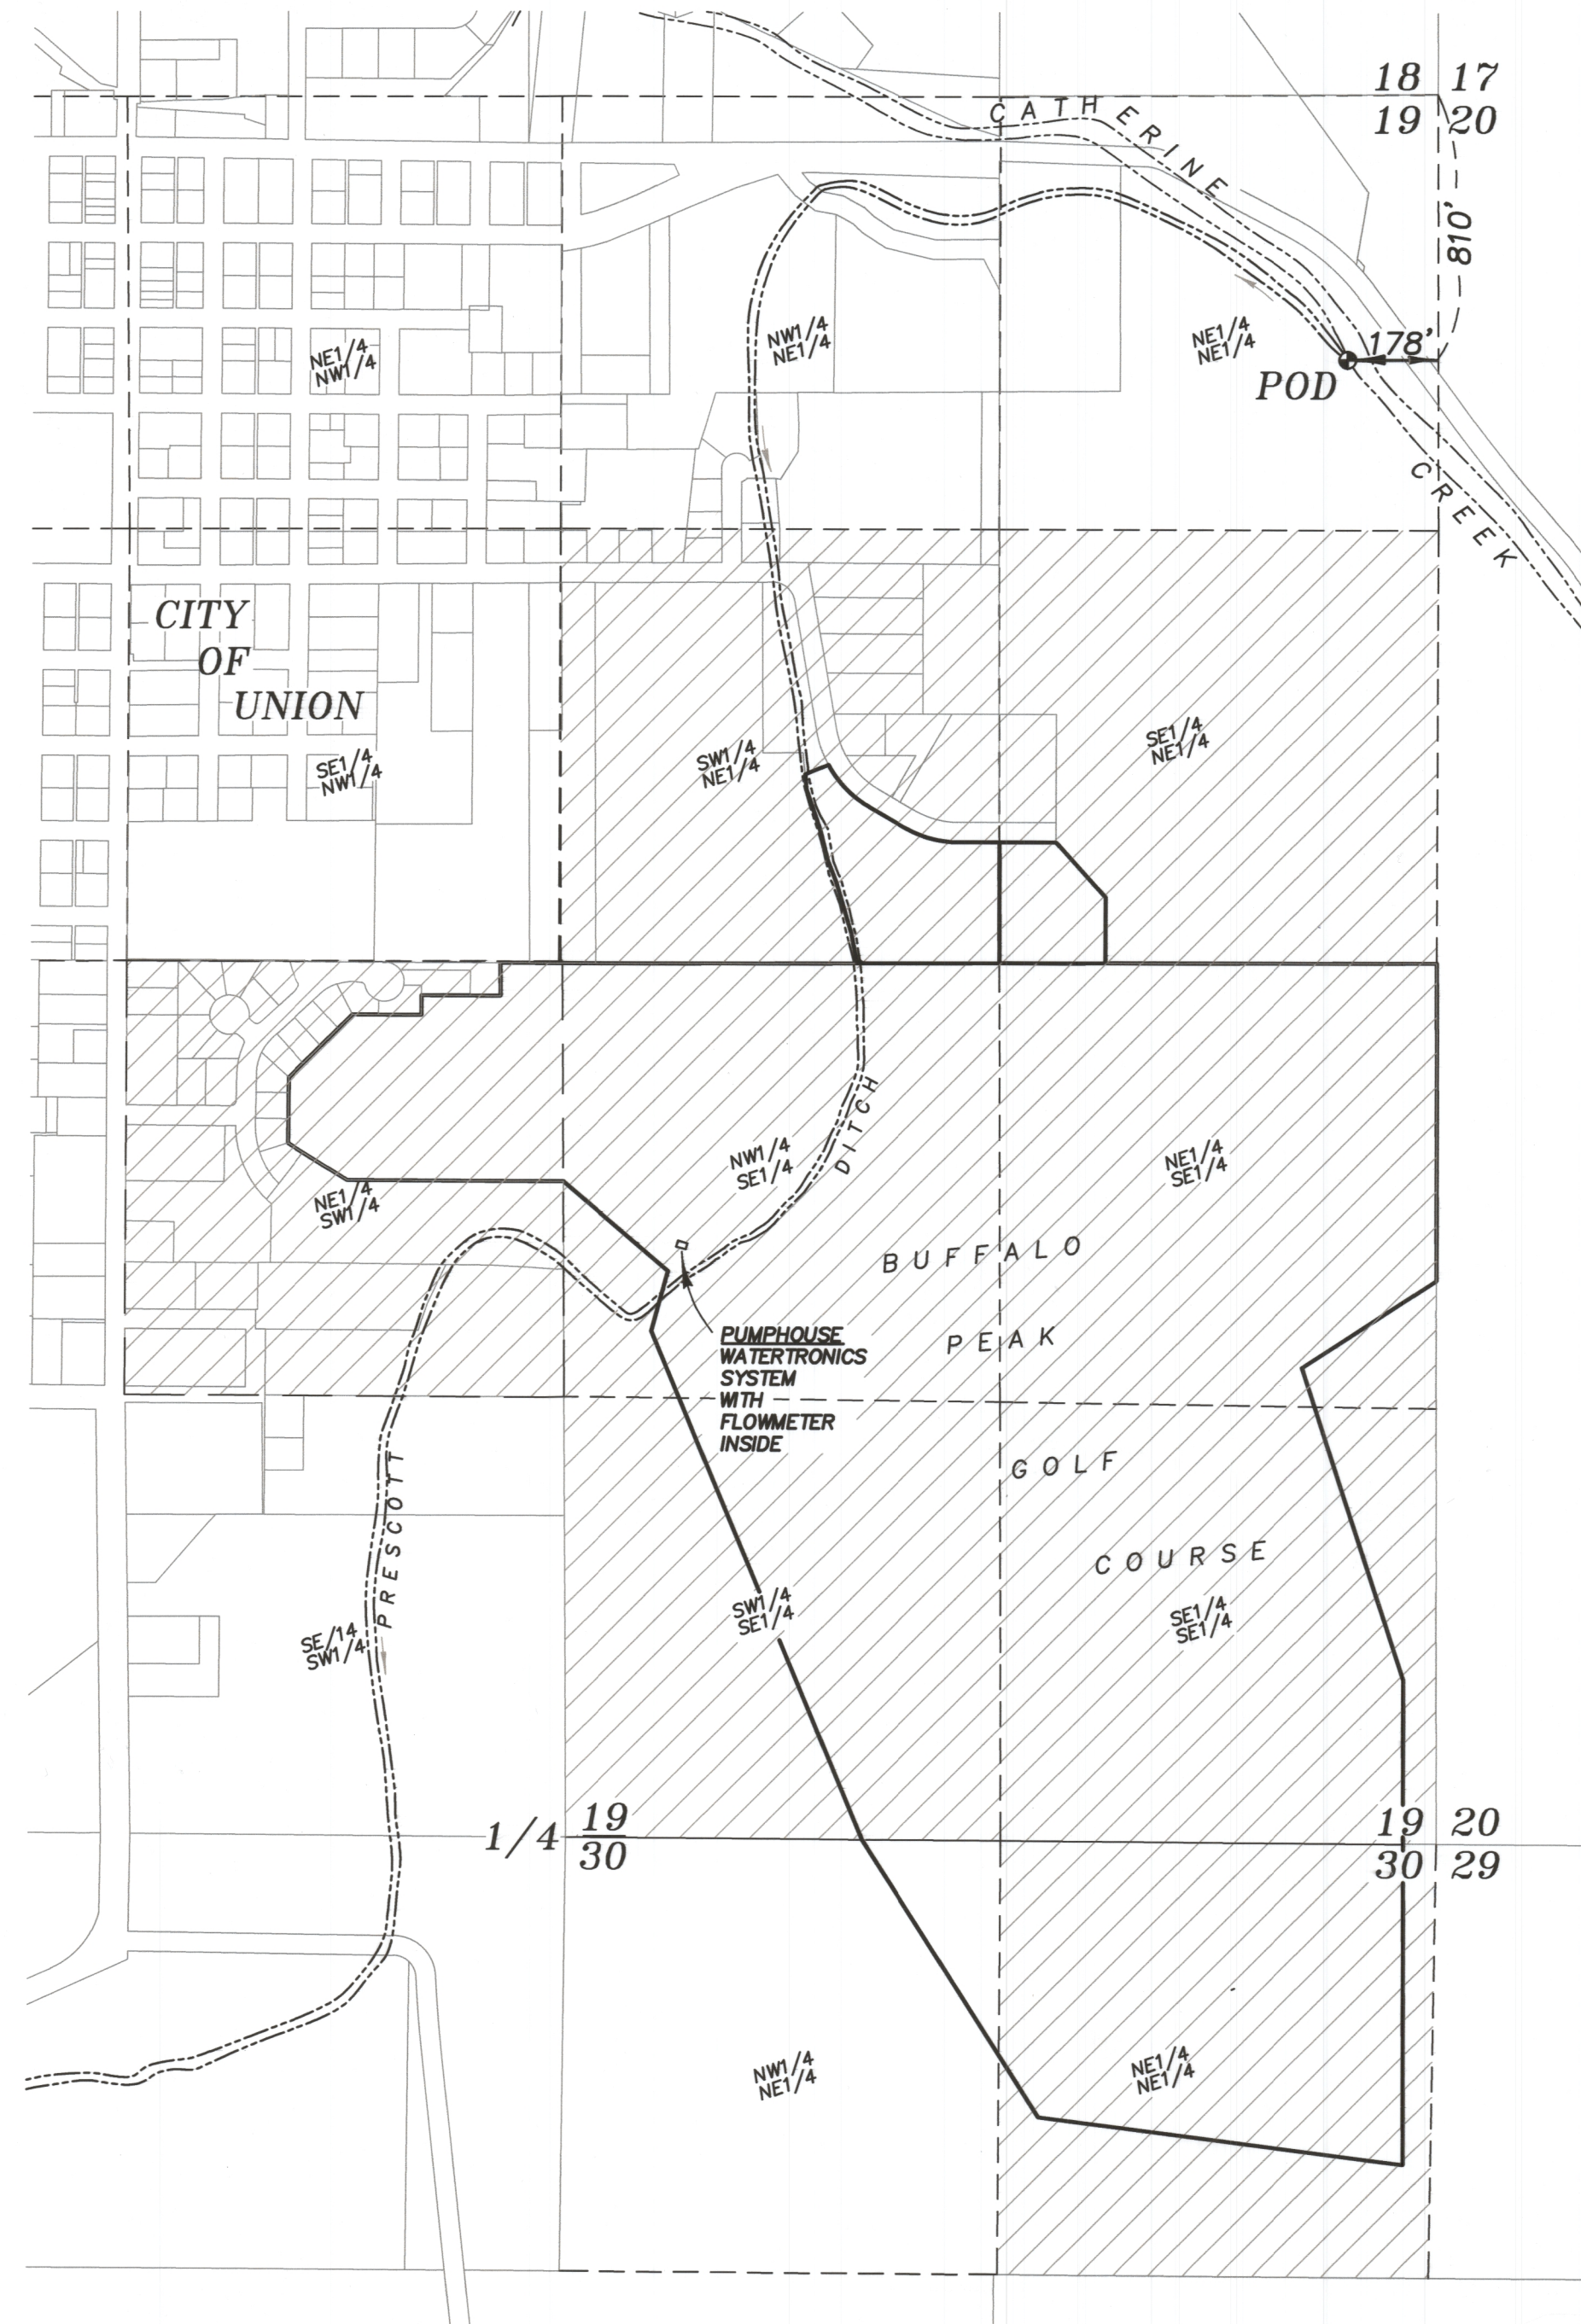 18 17
19 20
CATHERINE
810'
178'
POD
NW1/4
NE1/4
NE1/4
NE1/4
NE1/4
NW1/4
CREEK
CITY
OF
UNION
SE1/4
NW1/4
SW1/4
NE1/4
SE1/4
NE1/4
DITCH
NW1/4
SE1/4
NE1/4
SE1/4
NE1/4
SW1/4
BUFFALO
PEAK
GOLF
COURSE
PUMPHOUSE
WATERTRONICS
SYSTEM
WITH
FLOWMETER
INSIDE
PRESCOTT
SW1/4
SE1/4
SE1/4
SE1/4
SE/14
SW1/4
1/4 19
30
19 20
30 29
NW1/4
NE1/4
NE1/4
NE1/4